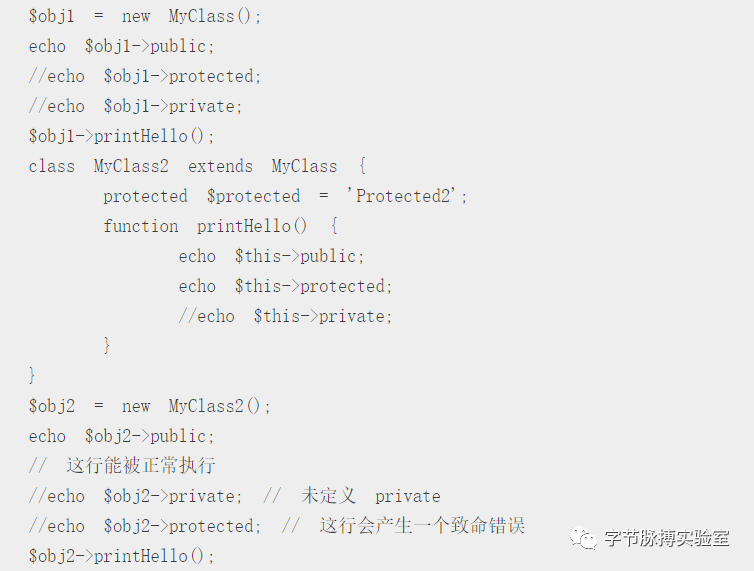 $obj1 = new MyClass();
echo $obj1->public;
//echo $obj1->protected;
//echo $obj1->private;
$obj1->printHello();
class MyClass2 extends MyClass {
protected $protected = 'Protected2';
function printHello() {
echo $this->public;
echo $this->protected;
//echo $this->private;
}
}
$obj2 = new MyClass2();
echo $obj2->public;
// 这行能被正常执行
//echo $obj2->private; // 未定义 private
//echo $obj2->protected; // 这行会产生一个致命错误
$obj2->printHello();
字节脉搏实验室